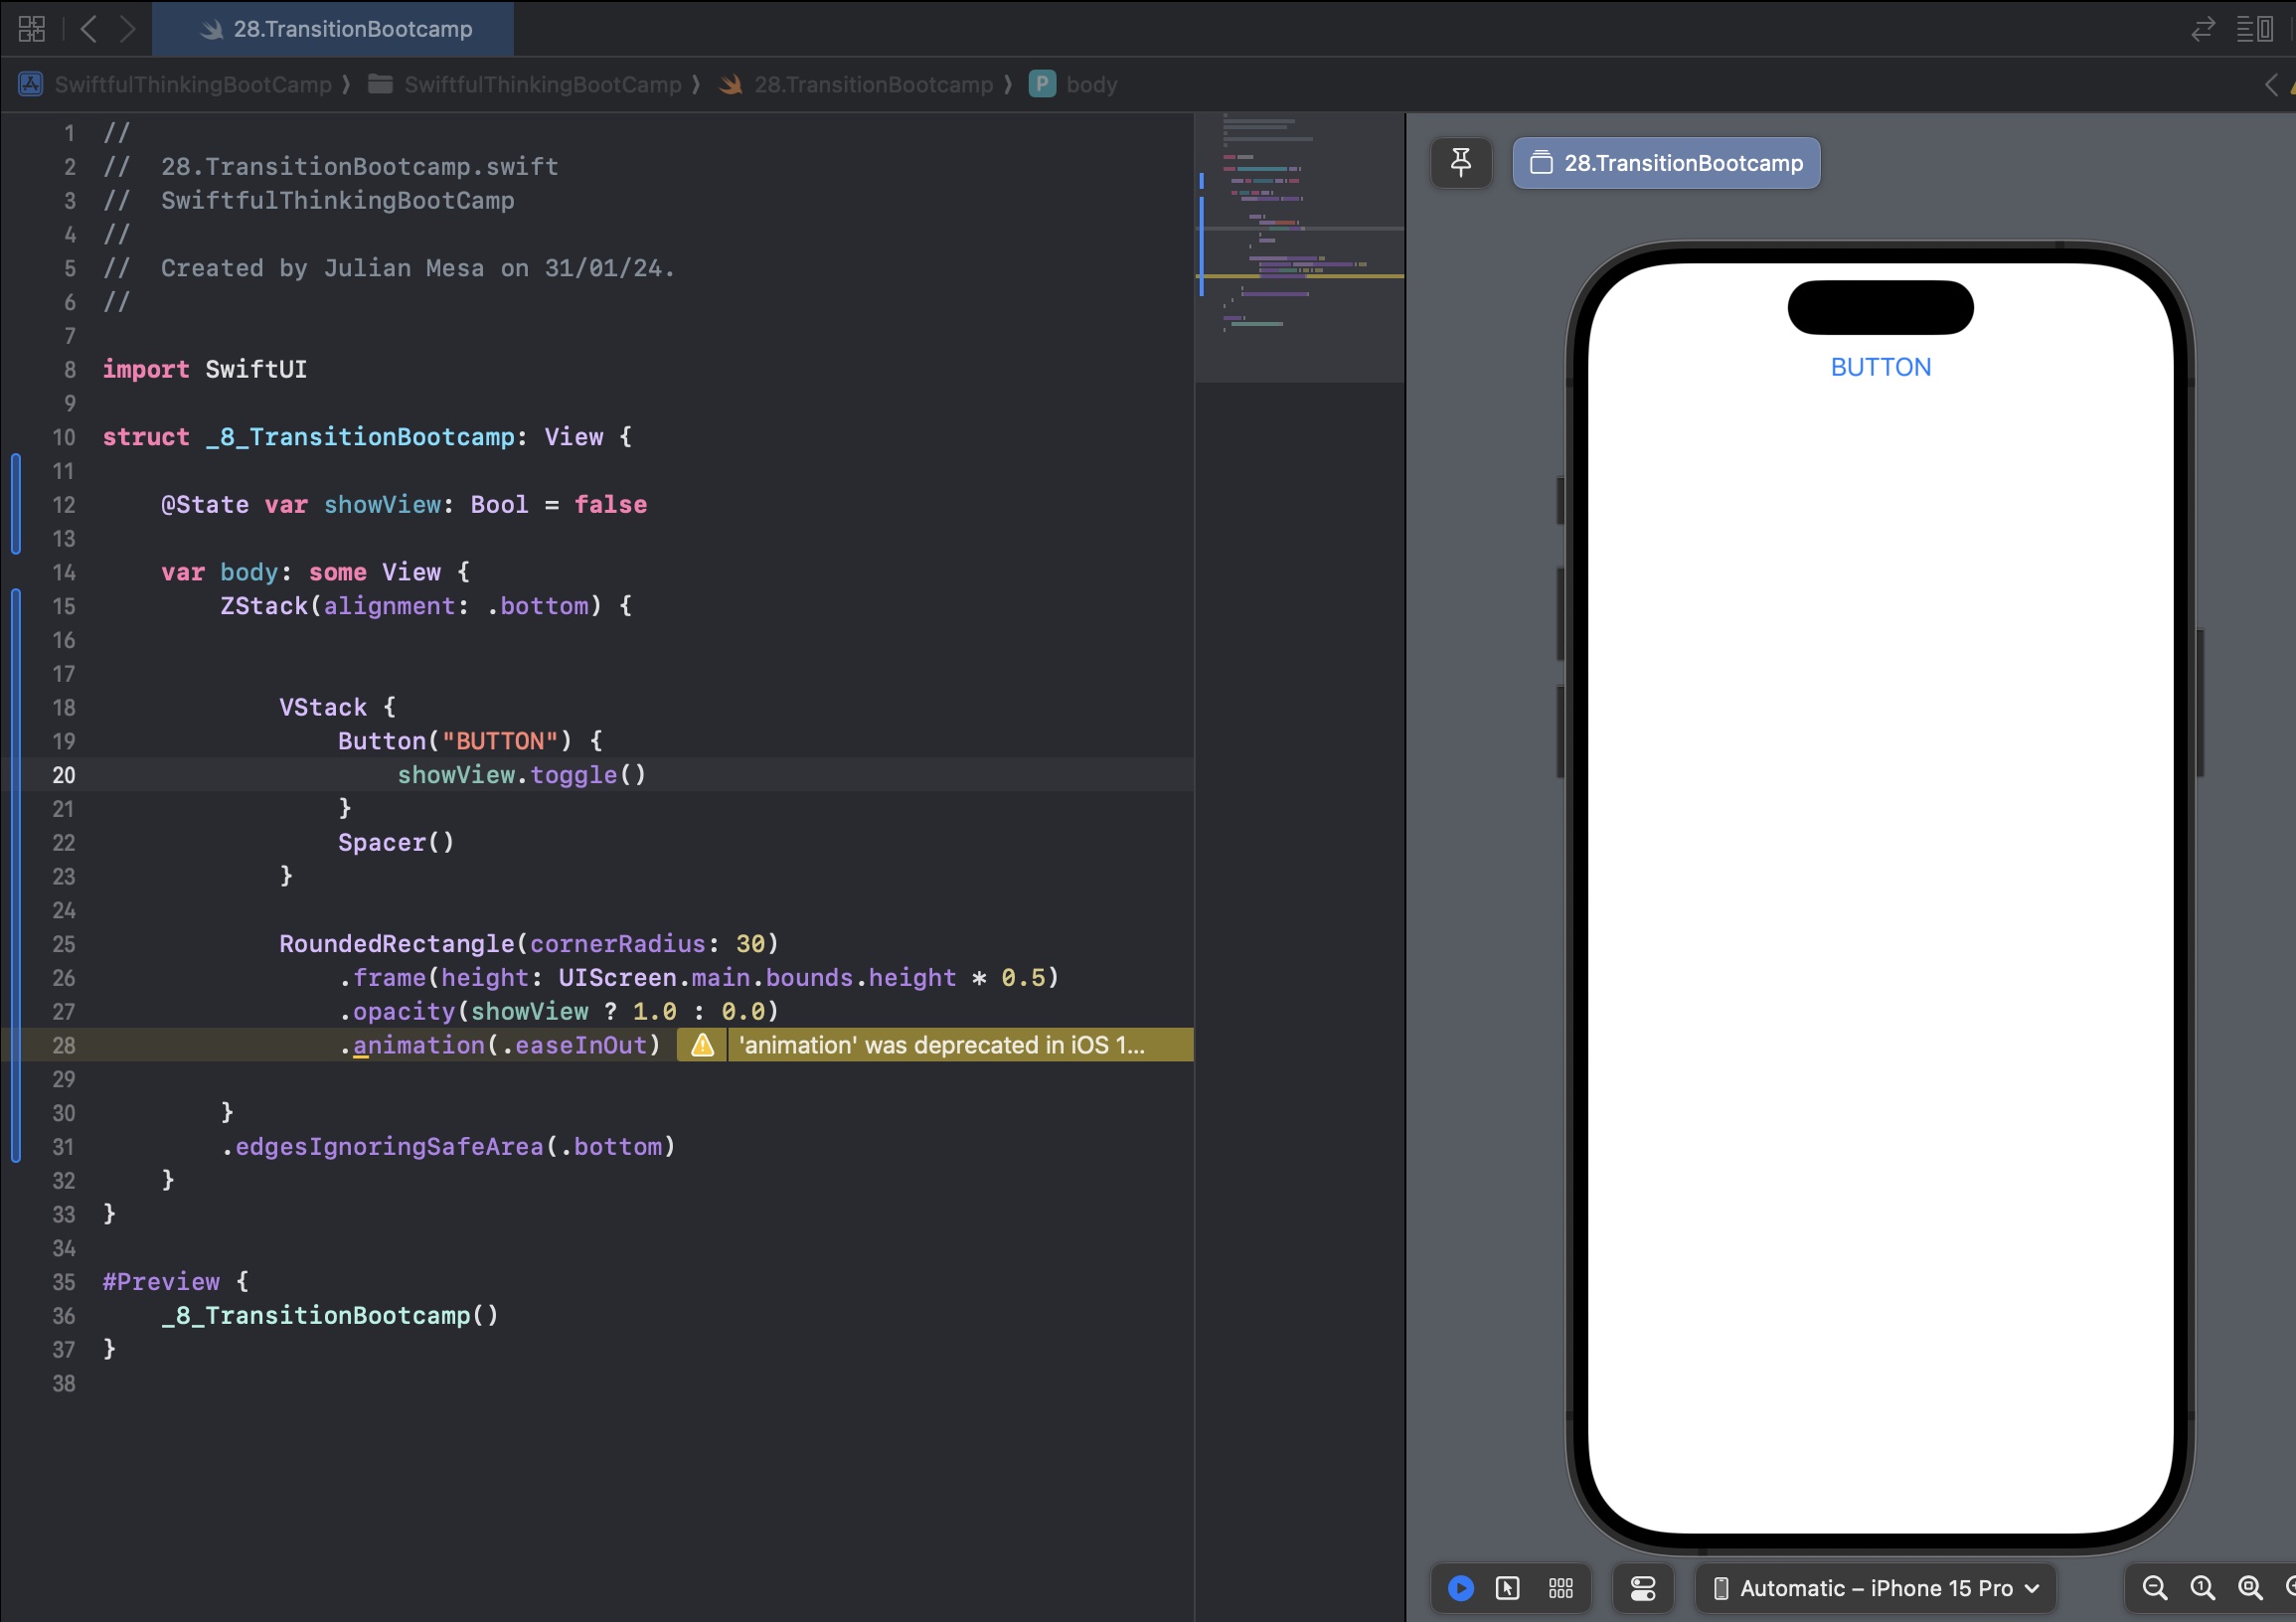 28.TransitionBootcamp
SwiftfulThinkingBootCamp ⟩ SwiftfulThinkingBootCamp ⟩ 28.TransitionBootcamp ⟩ P body
1 //
2 //  28.TransitionBootcamp.swift
3 //  SwiftfulThinkingBootCamp
4 //
5 //  Created by Julian Mesa on 31/01/24.
6 //
7
8 import SwiftUI
9
10 struct _8_TransitionBootcamp: View {
11
12     @State var showView: Bool = false
13
14     var body: some View {
15         ZStack(alignment: .bottom) {
16
17
18             VStack {
19                 Button("BUTTON") {
20                     showView.toggle()
21                 }
22                 Spacer()
23             }
24
25             RoundedRectangle(cornerRadius: 30)
26                 .frame(height: UIScreen.main.bounds.height * 0.5)
27                 .opacity(showView ? 1.0 : 0.0)
28                 .animation(.easeInOut) 'animation' was deprecated in iOS 1...
29
30         }
31         .edgesIgnoringSafeArea(.bottom)
32     }
33 }
34
35 #Preview {
36     _8_TransitionBootcamp()
37 }
38
28.TransitionBootcamp
BUTTON
Automatic – iPhone 15 Pro